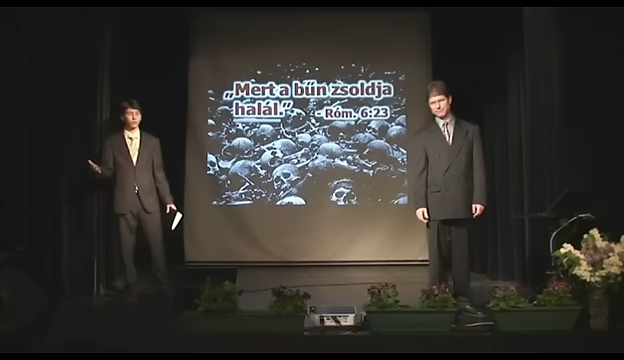 „Mert a bűn zsoldja
halál.”
- Róm. 6:23